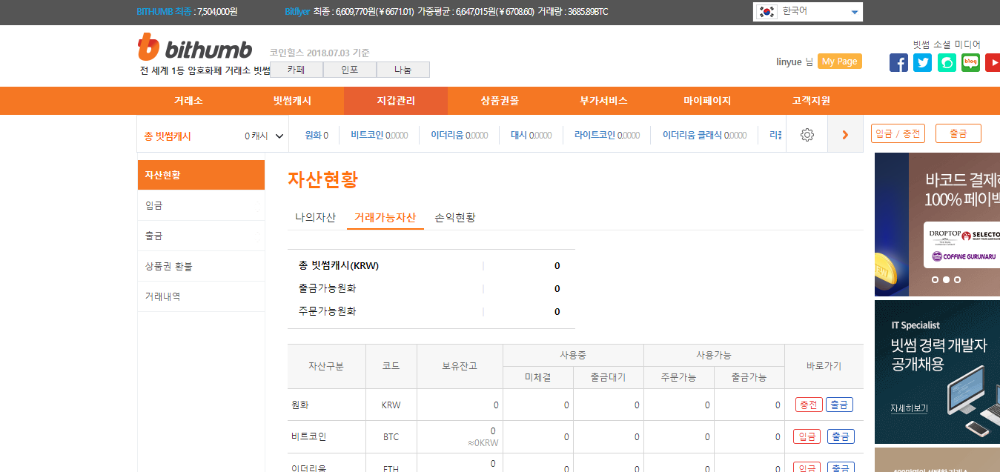 BITHUMB 최종 : 7,504,000원 Bitflyer 최종 : 6,609,770원(￥6671.01) 가중평균 : 6,647,015원(￥6708.60) 거래량 : 3685.89BTC 한국어
bithumb
전 세계 1등 암호화폐 거래소 빗썸
코인힐스 2018.07.03 기준
카페 인포 나눔
linyue 님 My Page
빗썸 소셜 미디어
blog
거래소 빗썸캐시 지갑관리 상품권몰 부가서비스 마이페이지 고객지원
총 빗썸캐시 0 캐시 원화 0 비트코인 0.0000 이더리움 0.0000 대시 0.0000 라이트코인 0.0000 이더리움 클래식 0.0000 입금 / 충전 출금
자산현황
입금
출금
상품권 환불
거래내역
자산현황
나의자산 거래가능자산 손익현황
총 빗썸캐시(KRW) 0
출금가능원화 0
주문가능원화 0
자산구분 코드 보유잔고 사용중 사용가능 바로가기
미체결 출금대기 주문가능 출금가능
원화 KRW 0 0 0 0 0 충전 출금
비트코인 BTC 0 0 0 0 0 입금 출금
≈0KRW
이더리움 ETH 0 0 0 0 0 입금 출금
바코드 결제
100% 페이백
DROPTOP SELECTO
COFFINE GURUNARU
IT Specialist
빗썸 경력 개발자
공개채용
자세히보기